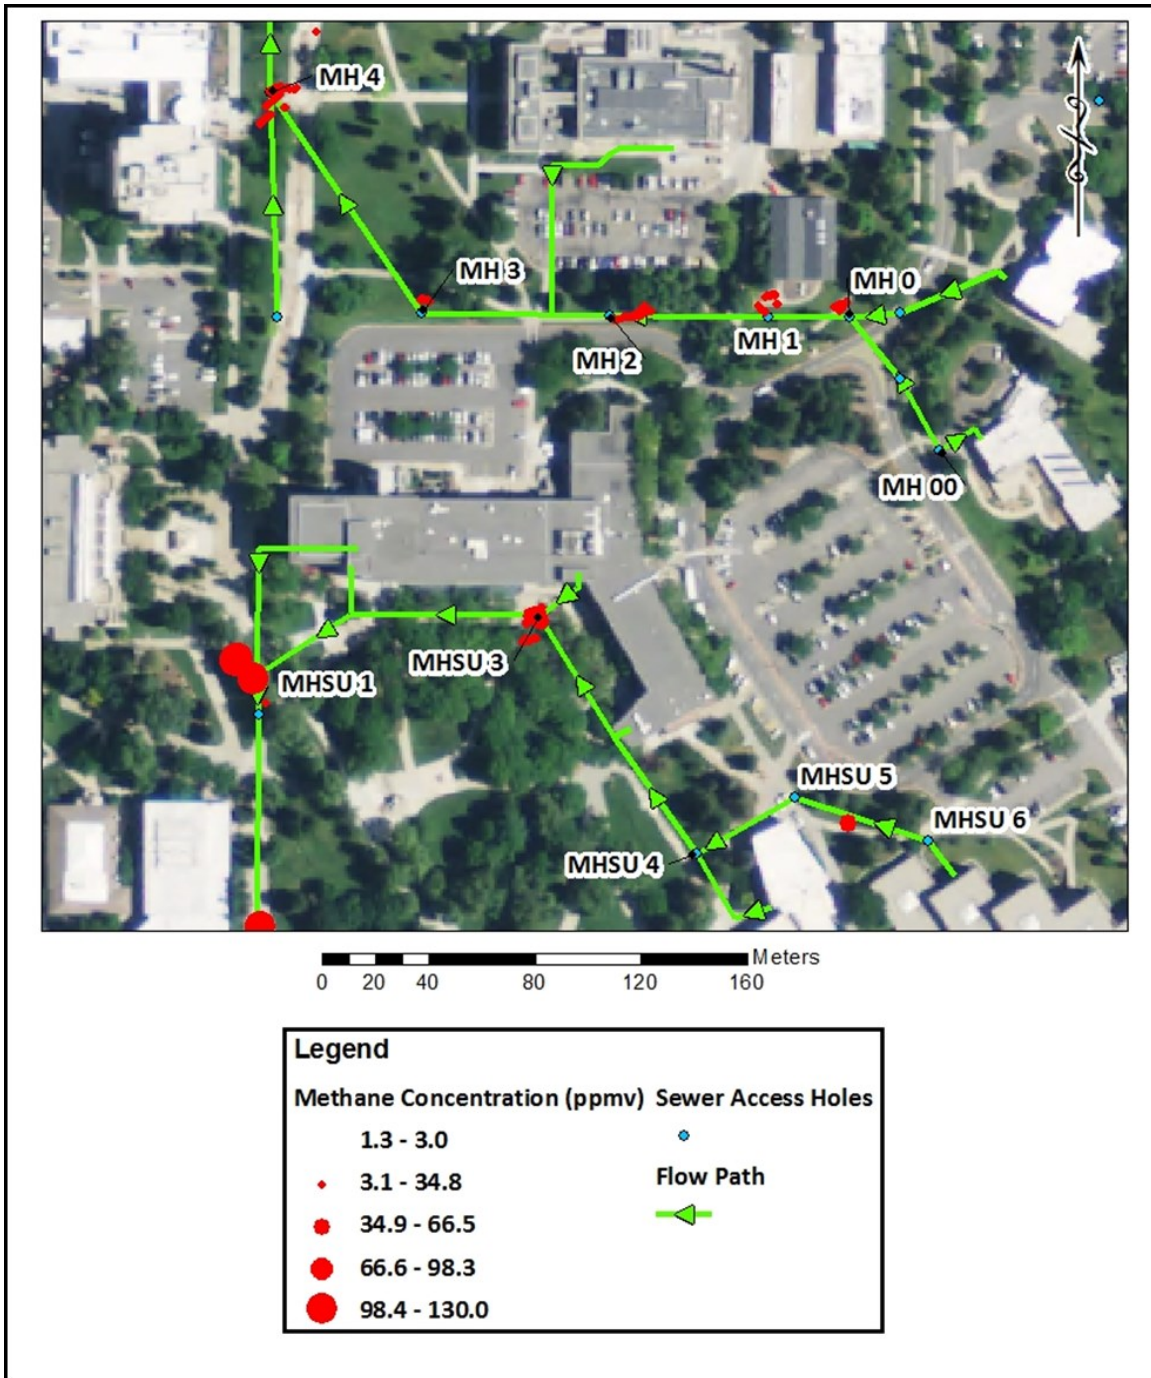 MH 4
MH 3
MH 0
MH 2
MH 1
MH 00
MHSU 3
MHSU 1
MHSU 5
MHSU 6
MHSU 4
Meters
0 20 40 80 120 160
Legend
Methane Concentration (ppmv) Sewer Access Holes
1.3 - 3.0
3.1 - 34.8
Flow Path
34.9 - 66.5
66.6 - 98.3
98.4 - 130.0